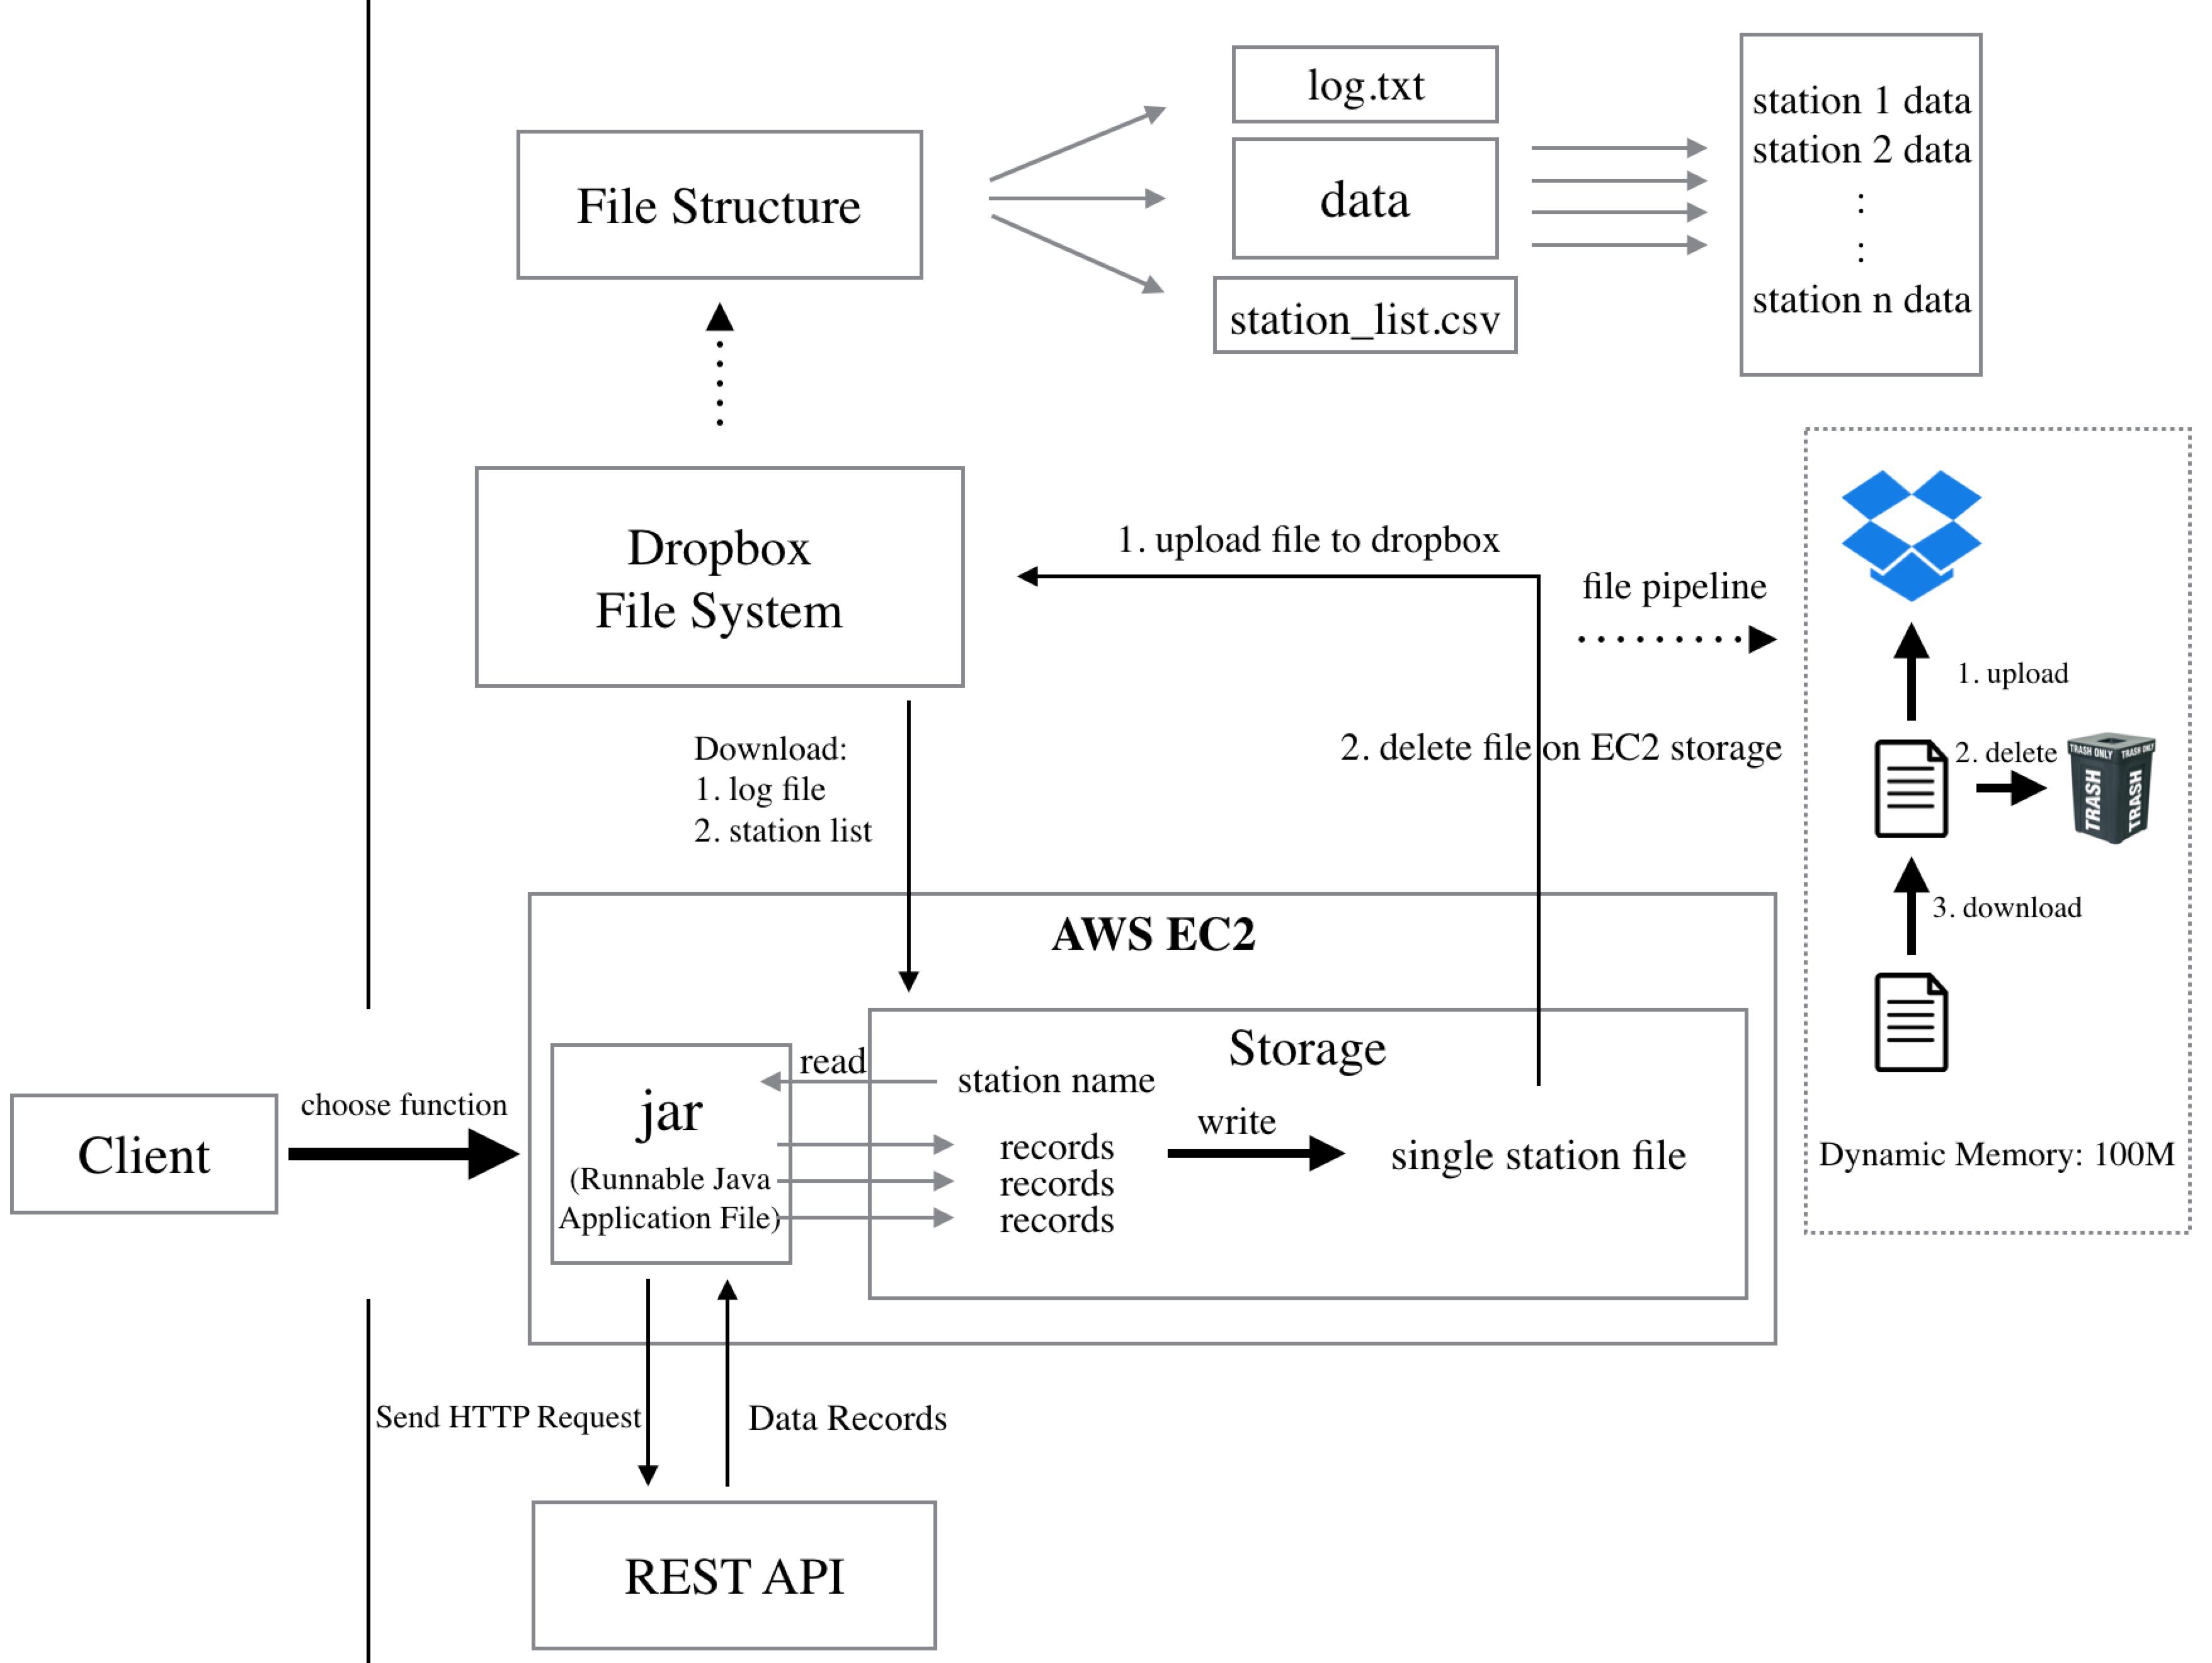 log.txt
File Structure
data
station_list.csv
station 1 data
station 2 data
:
:
station n data
Dropbox
File System
1. upload file to dropbox
file pipeline
1. upload
2. delete
TRASH ONLY
TRASH ONLY
TRASH
TRASH
3. download
Dynamic Memory: 100M
2. delete file on EC2 storage
Download:
1. log file
2. station list
AWS EC2
Storage
read
station name
jar
(Runnable Java
Application File)
records
records
records
write
single station file
Client
choose function
Send HTTP Request
Data Records
REST API